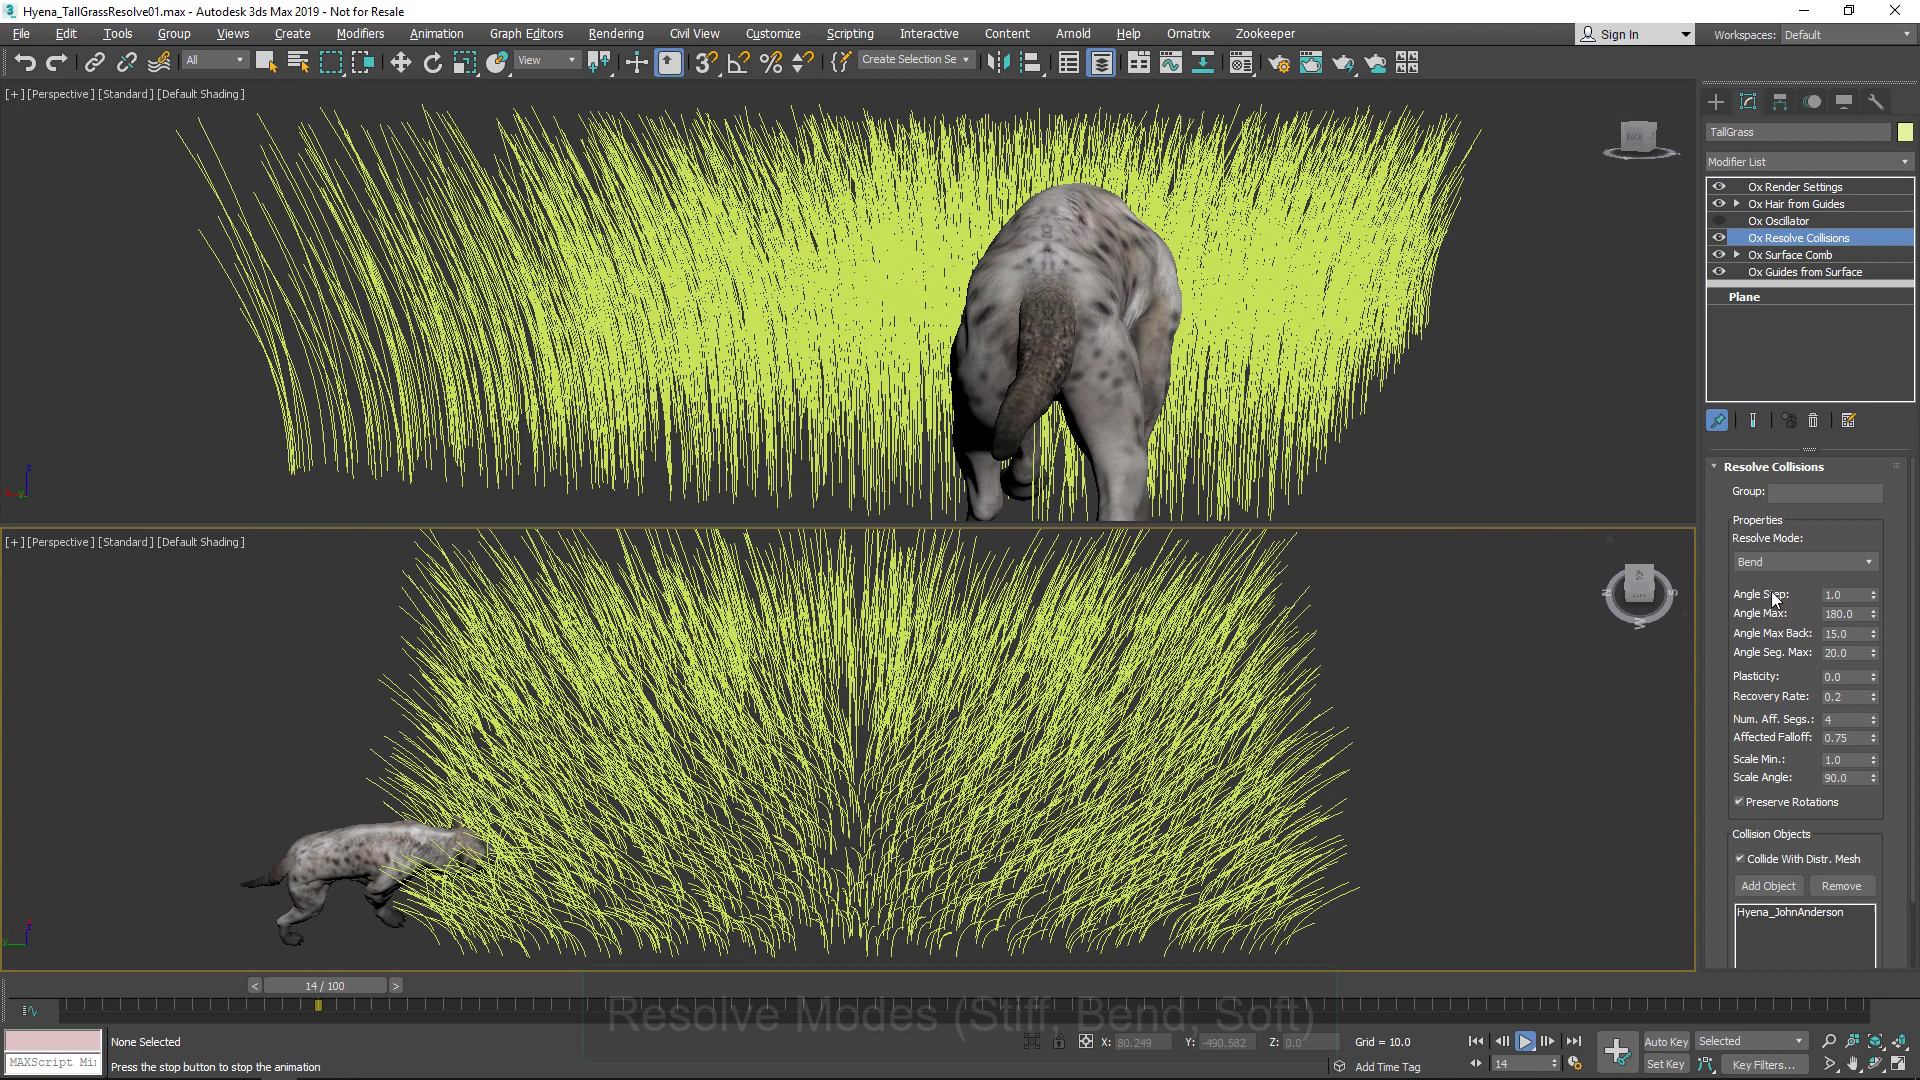 Hyena_TallGrassResolve01.max - Autodesk 3ds Max 2019 - Not for Resale
File Edit Tools Group Views Create Modifiers Animation Graph Editors Rendering Civil View Customize Scripting Interactive Content Arnold Help Ornatrix Zookeeper
Sign In
Workspaces: Default
All
View
Create Selection Se
[+] [Perspective ] [Standard ] [Default Shading ]
BACK
TallGrass
Modifier List
Ox Render Settings
Ox Hair from Guides
Ox Oscillator
Ox Resolve Collisions
Ox Surface Comb
Ox Guides from Surface
Plane
Resolve Collisions
Group:
Properties
Resolve Mode:
Bend
Angle Step: 1.0
Angle Max: 180.0
Angle Max Back: 15.0
Angle Seg. Max: 20.0
Plasticity: 0.0
Recovery Rate: 0.2
Num. Aff. Segs.: 4
Affected Falloff: 0.75
Scale Min.: 1.0
Scale Angle: 90.0
Preserve Rotations
Collision Objects
Collide With Distr. Mesh
Add Object Remove
Hyena_JohnAnderson
[+] [Perspective ] [Standard ] [Default Shading ]
TOP
N S
W
z
z
x
y
< 14 / 100 >
Resolve Modes (Stiff, Bend, Soft)
MAXScript Mi
None Selected
Press the stop button to stop the animation
X: 80.249 Y: -490.582 Z: 0.0 Grid = 10.0
Add Time Tag
14
Auto Key Selected
Set Key Key Filters...